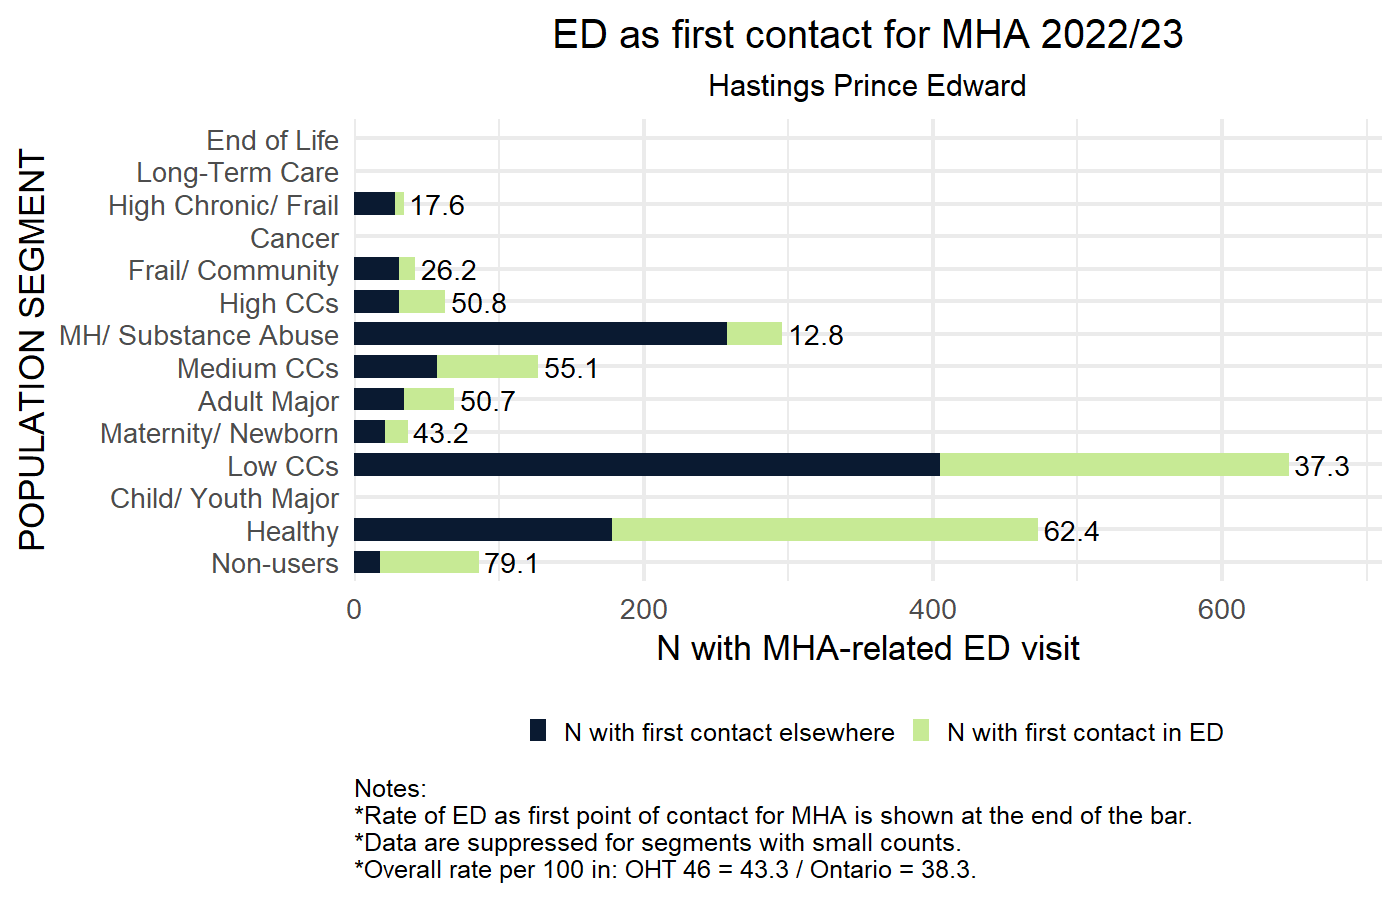 ED as first contact for MHA 2022/23
Hastings Prince Edward
POPULATION SEGMENT
End of Life
Long-Term Care
High Chronic/ Frail 17.6
Cancer
Frail/ Community 26.2
High CCs 50.8
MH/ Substance Abuse 12.8
Medium CCs 55.1
Adult Major 50.7
Maternity/ Newborn 43.2
Low CCs 37.3
Child/ Youth Major
Healthy 62.4
Non-users 79.1
0 200 400 600
N with MHA-related ED visit
N with first contact elsewhere N with first contact in ED
Notes:
*Rate of ED as first point of contact for MHA is shown at the end of the bar.
*Data are suppressed for segments with small counts.
*Overall rate per 100 in: OHT 46 = 43.3 / Ontario = 38.3.